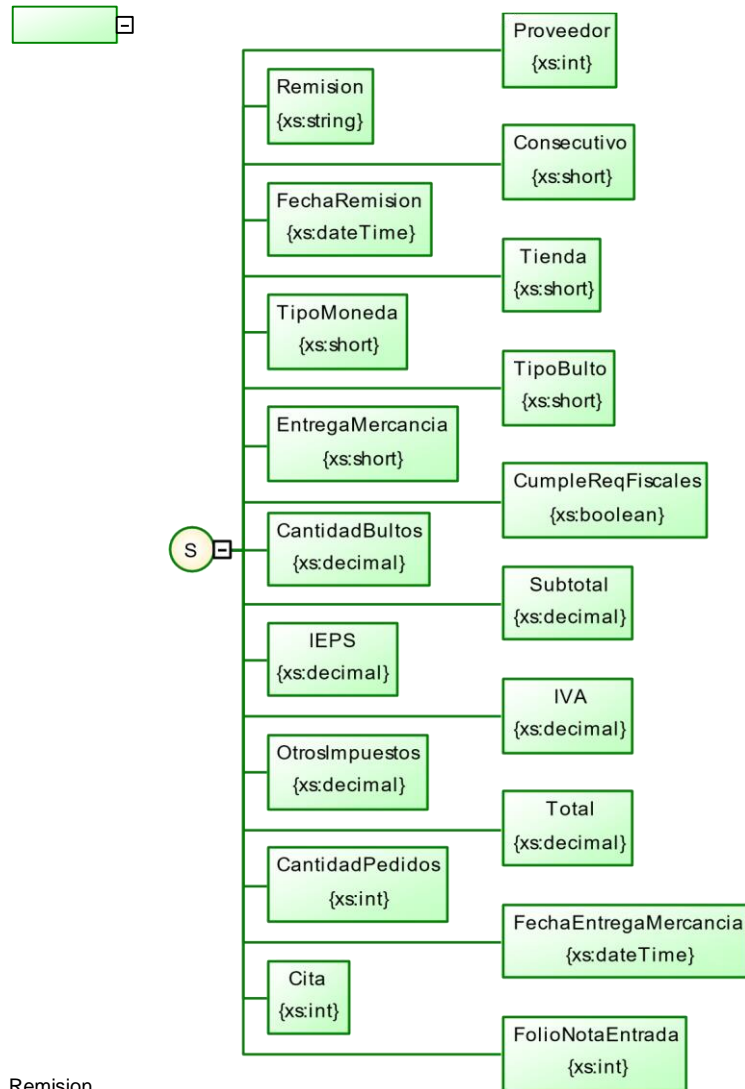 Proveedor
{xs:int}
Remision
{xs:string}
Consecutivo
{xs:short}
FechaRemision
{xs:dateTime}
Tienda
{xs:short}
TipoMoneda
{xs:short}
TipoBulto
{xs:short}
EntregaMercancia
{xs:short}
CumpleReqFiscales
{xs:boolean}
S
CantidadBultos
{xs:decimal}
Subtotal
{xs:decimal}
IEPS
{xs:decimal}
IVA
{xs:decimal}
OtrosImpuestos
{xs:decimal}
Total
{xs:decimal}
CantidadPedidos
{xs:int}
FechaEntregaMercancia
{xs:dateTime}
Cita
{xs:int}
FolioNotaEntrada
{xs:int}
Remision